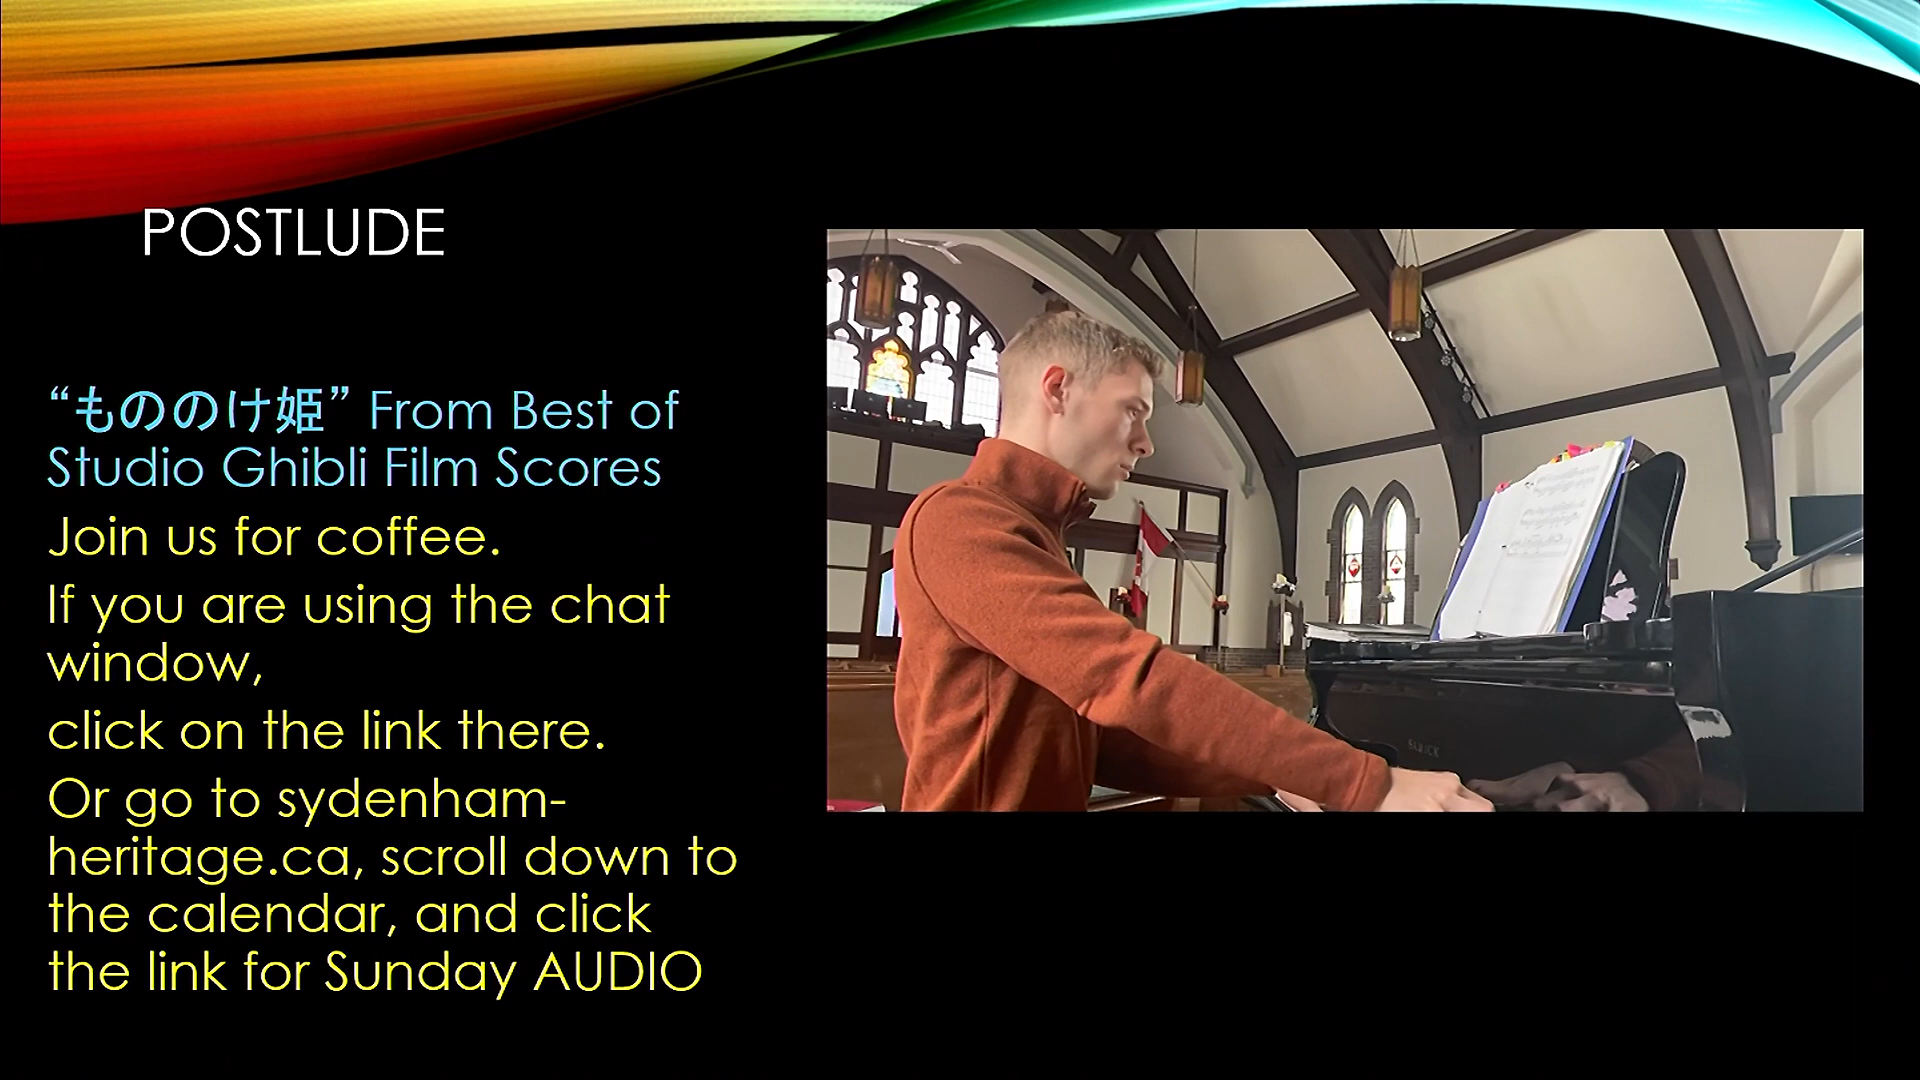 POSTLUDE
“もののけ姫” From Best of
Studio Ghibli Film Scores
Join us for coffee.
If you are using the chat
window,
click on the link there.
Or go to sydenham-
heritage.ca, scroll down to
the calendar, and click
the link for Sunday AUDIO